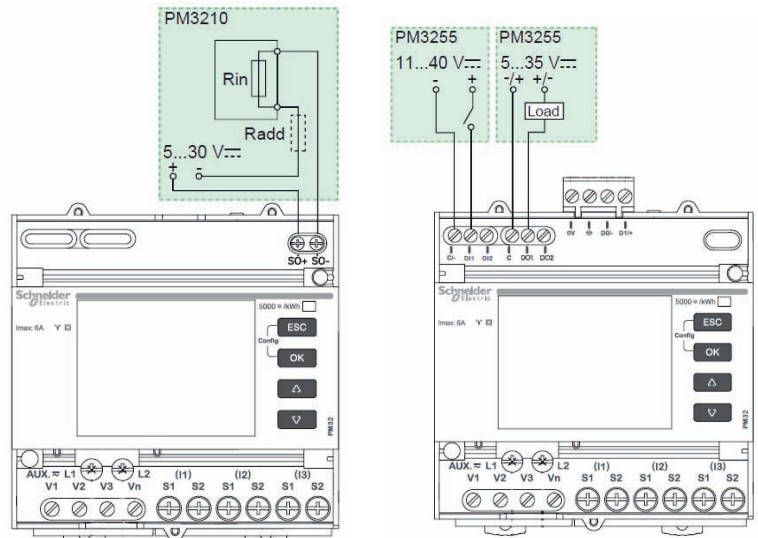 PM3210
Rin
Radd
5...30 V
+ -
SO+ SO-
Schneider
Electric
5000 /kWh
Imax: 6A
ESC
Config
OK
PM32
AUX. L1 L2 (I1) (I2) (I3)
V1 V2 V3 Vn S1 S2 S1 S2 S1 S2
PM3255 PM3255
11...40 V 5...35 V
- + -/+ +/-
Load
0V D0/- D1/+
C/- DI1 DI2 C DO1 DO2
Schneider
Electric
5000 /kWh
Imax: 6A
ESC
Config
OK
PM32
AUX. L1 L2 (I1) (I2) (I3)
V1 V2 V3 Vn S1 S2 S1 S2 S1 S2